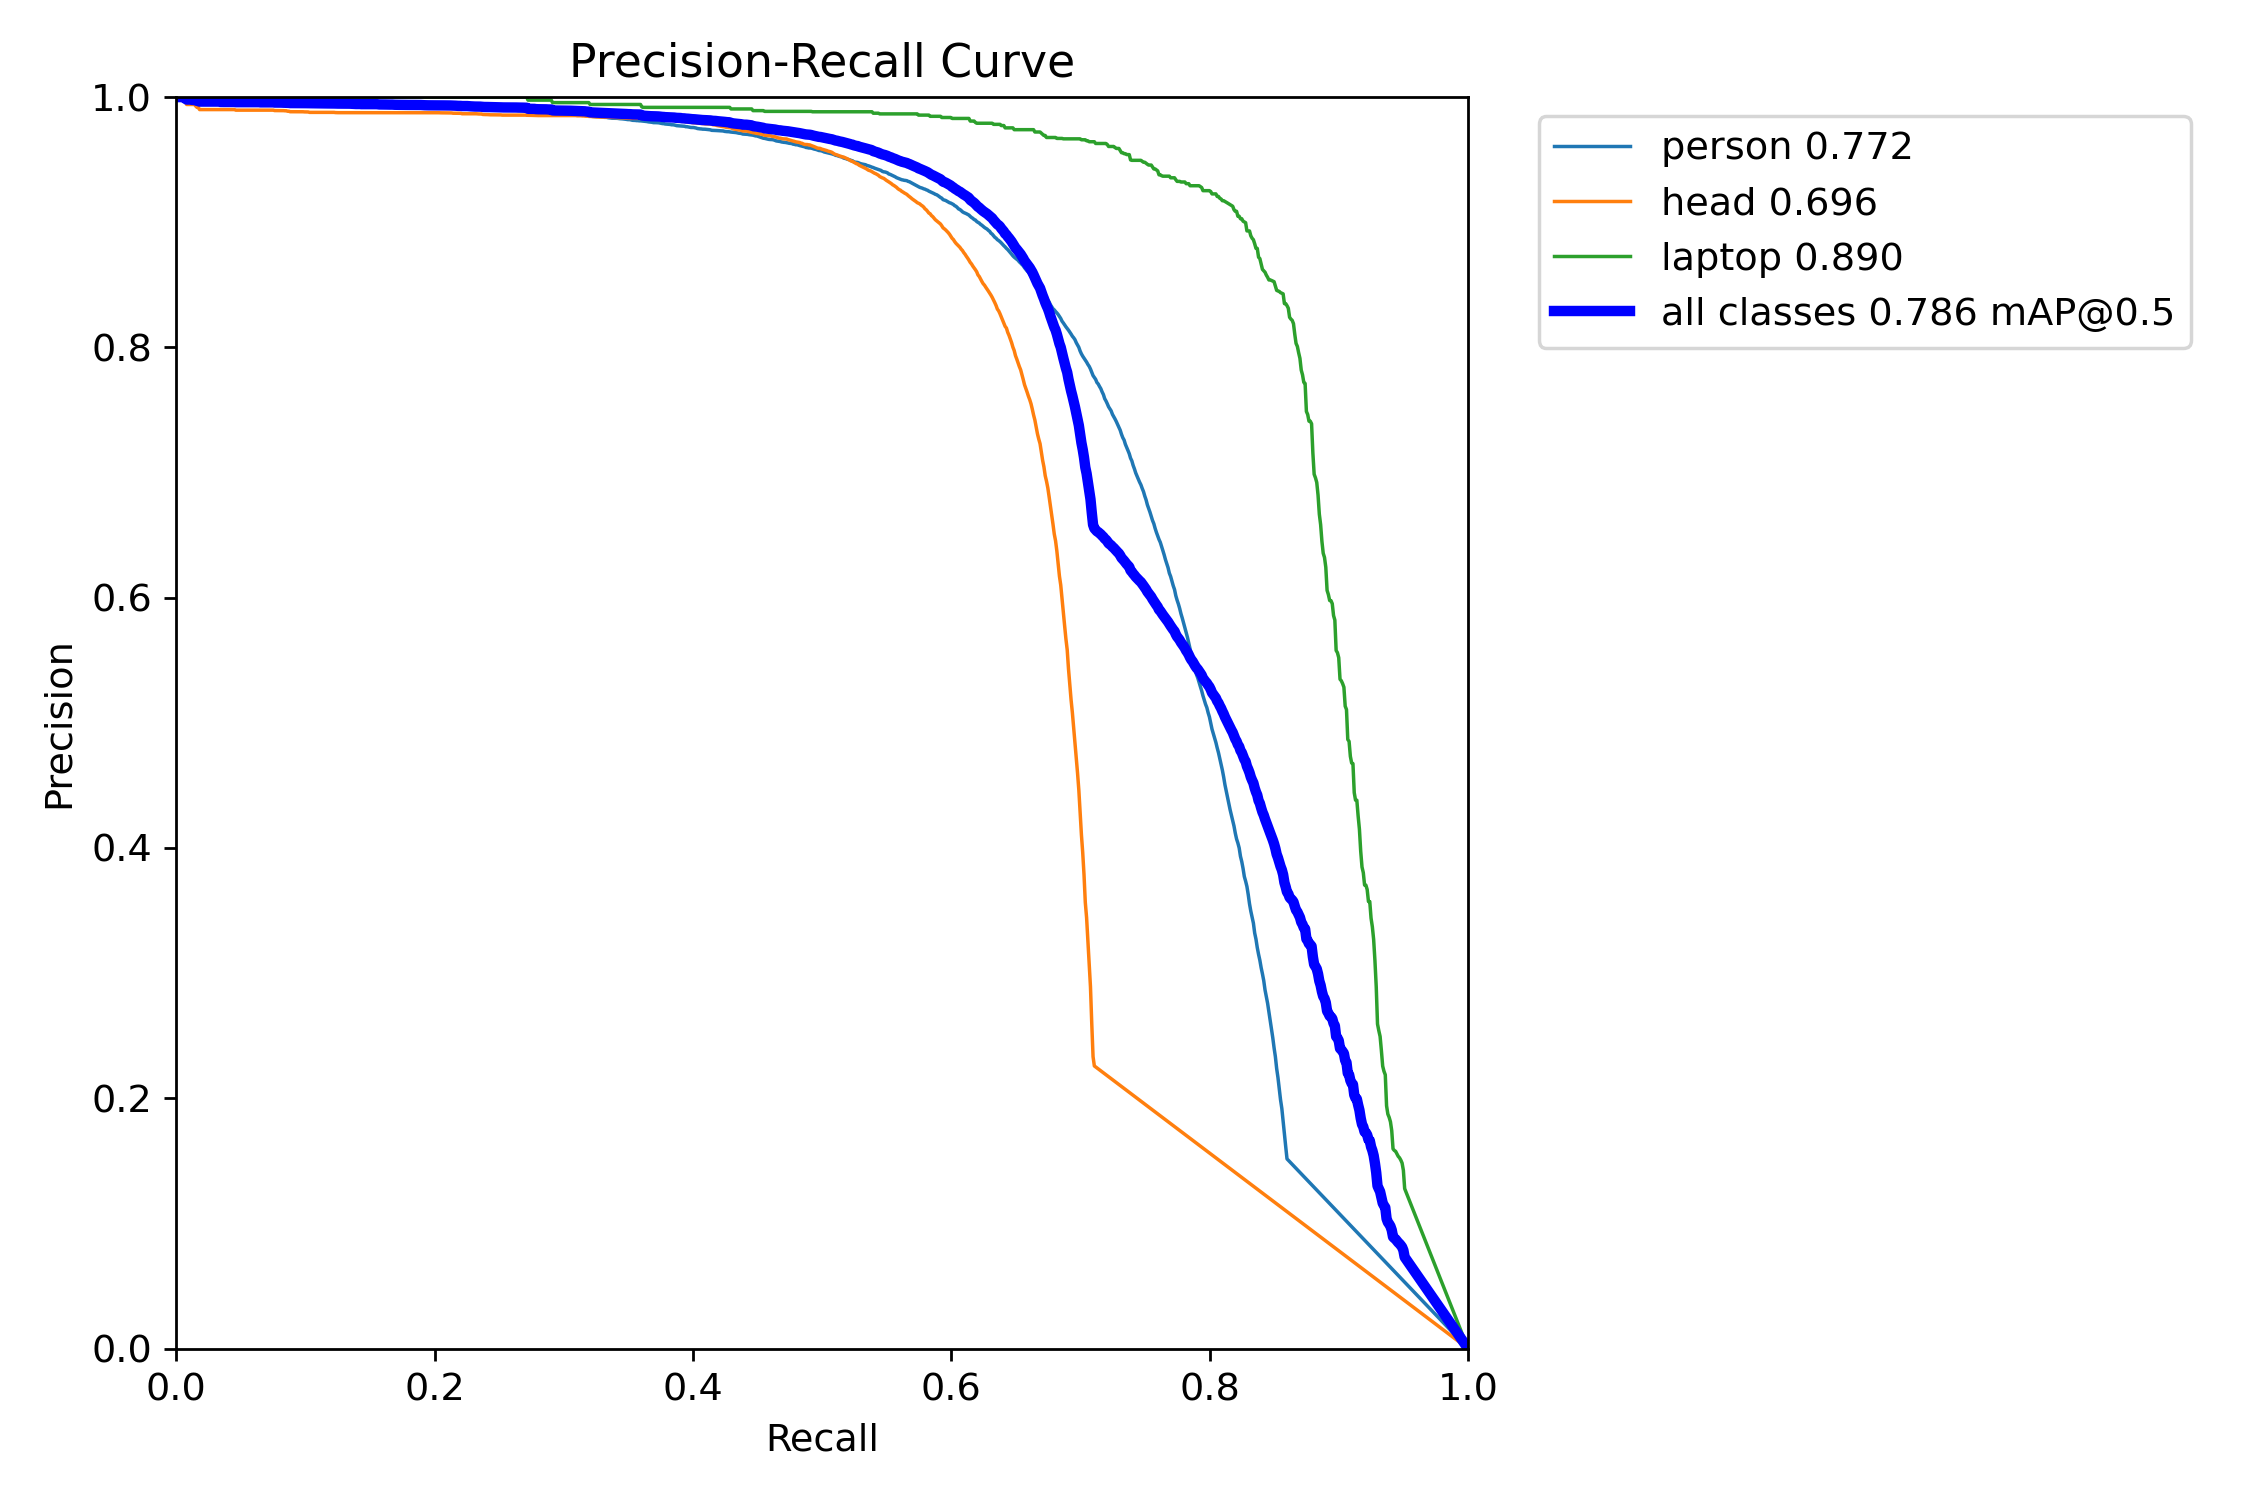 Precision-Recall Curve
1.0
0.8
0.6
0.4
0.2
0.0
Precision
0.0 0.2 0.4 0.6 0.8 1.0
Recall
person 0.772
head 0.696
laptop 0.890
all classes 0.786 mAP@0.5